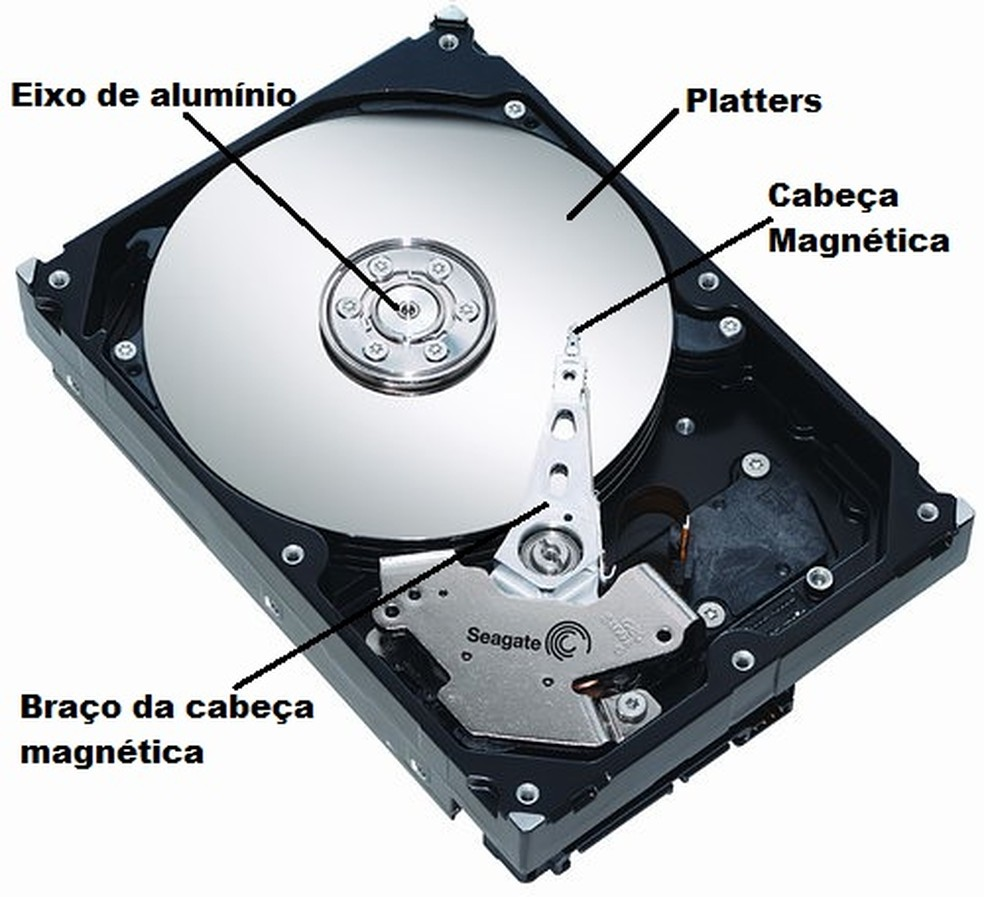 Eixo de alumínio
Platters
Cabeça
Magnética
Seagate
Braço da cabeça
magnética